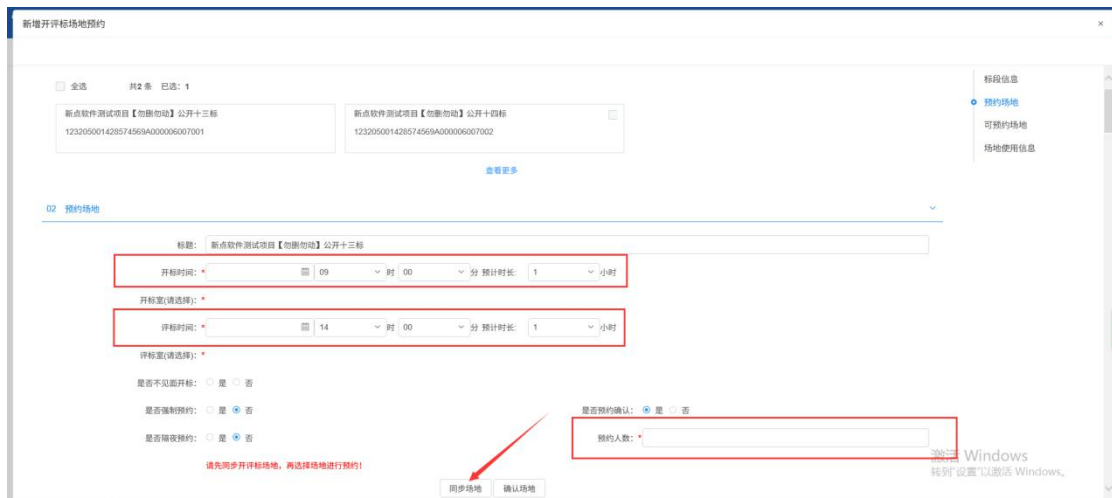 新增开评标场地预约 ×
全选 共2 条 已选：1
新点软件测试项目【勿删勿动】公开十三标
123205001428574569A000006007001
新点软件测试项目【勿删勿动】公开十四标
123205001428574569A000006007002
查看更多
标段信息
预约场地
可预约场地
场地使用信息
02 预约场地
标题： 新点软件测试项目【勿删勿动】公开十三标
开标时间：* 09 时 00 分 预计时长: 1 小时
开标室(请选择)：*
评标时间：* 14 时 00 分 预计时长: 1 小时
评标室(请选择)：*
是否不见面开标： 是 否
是否强制预约： 是 否 是否预约确认： 是 否
是否隔夜预约： 是 否 预约人数：*
请先同步开评标场地，再选择场地进行预约！
同步场地 确认场地
激活 Windows
转到"设置"以激活 Windows。